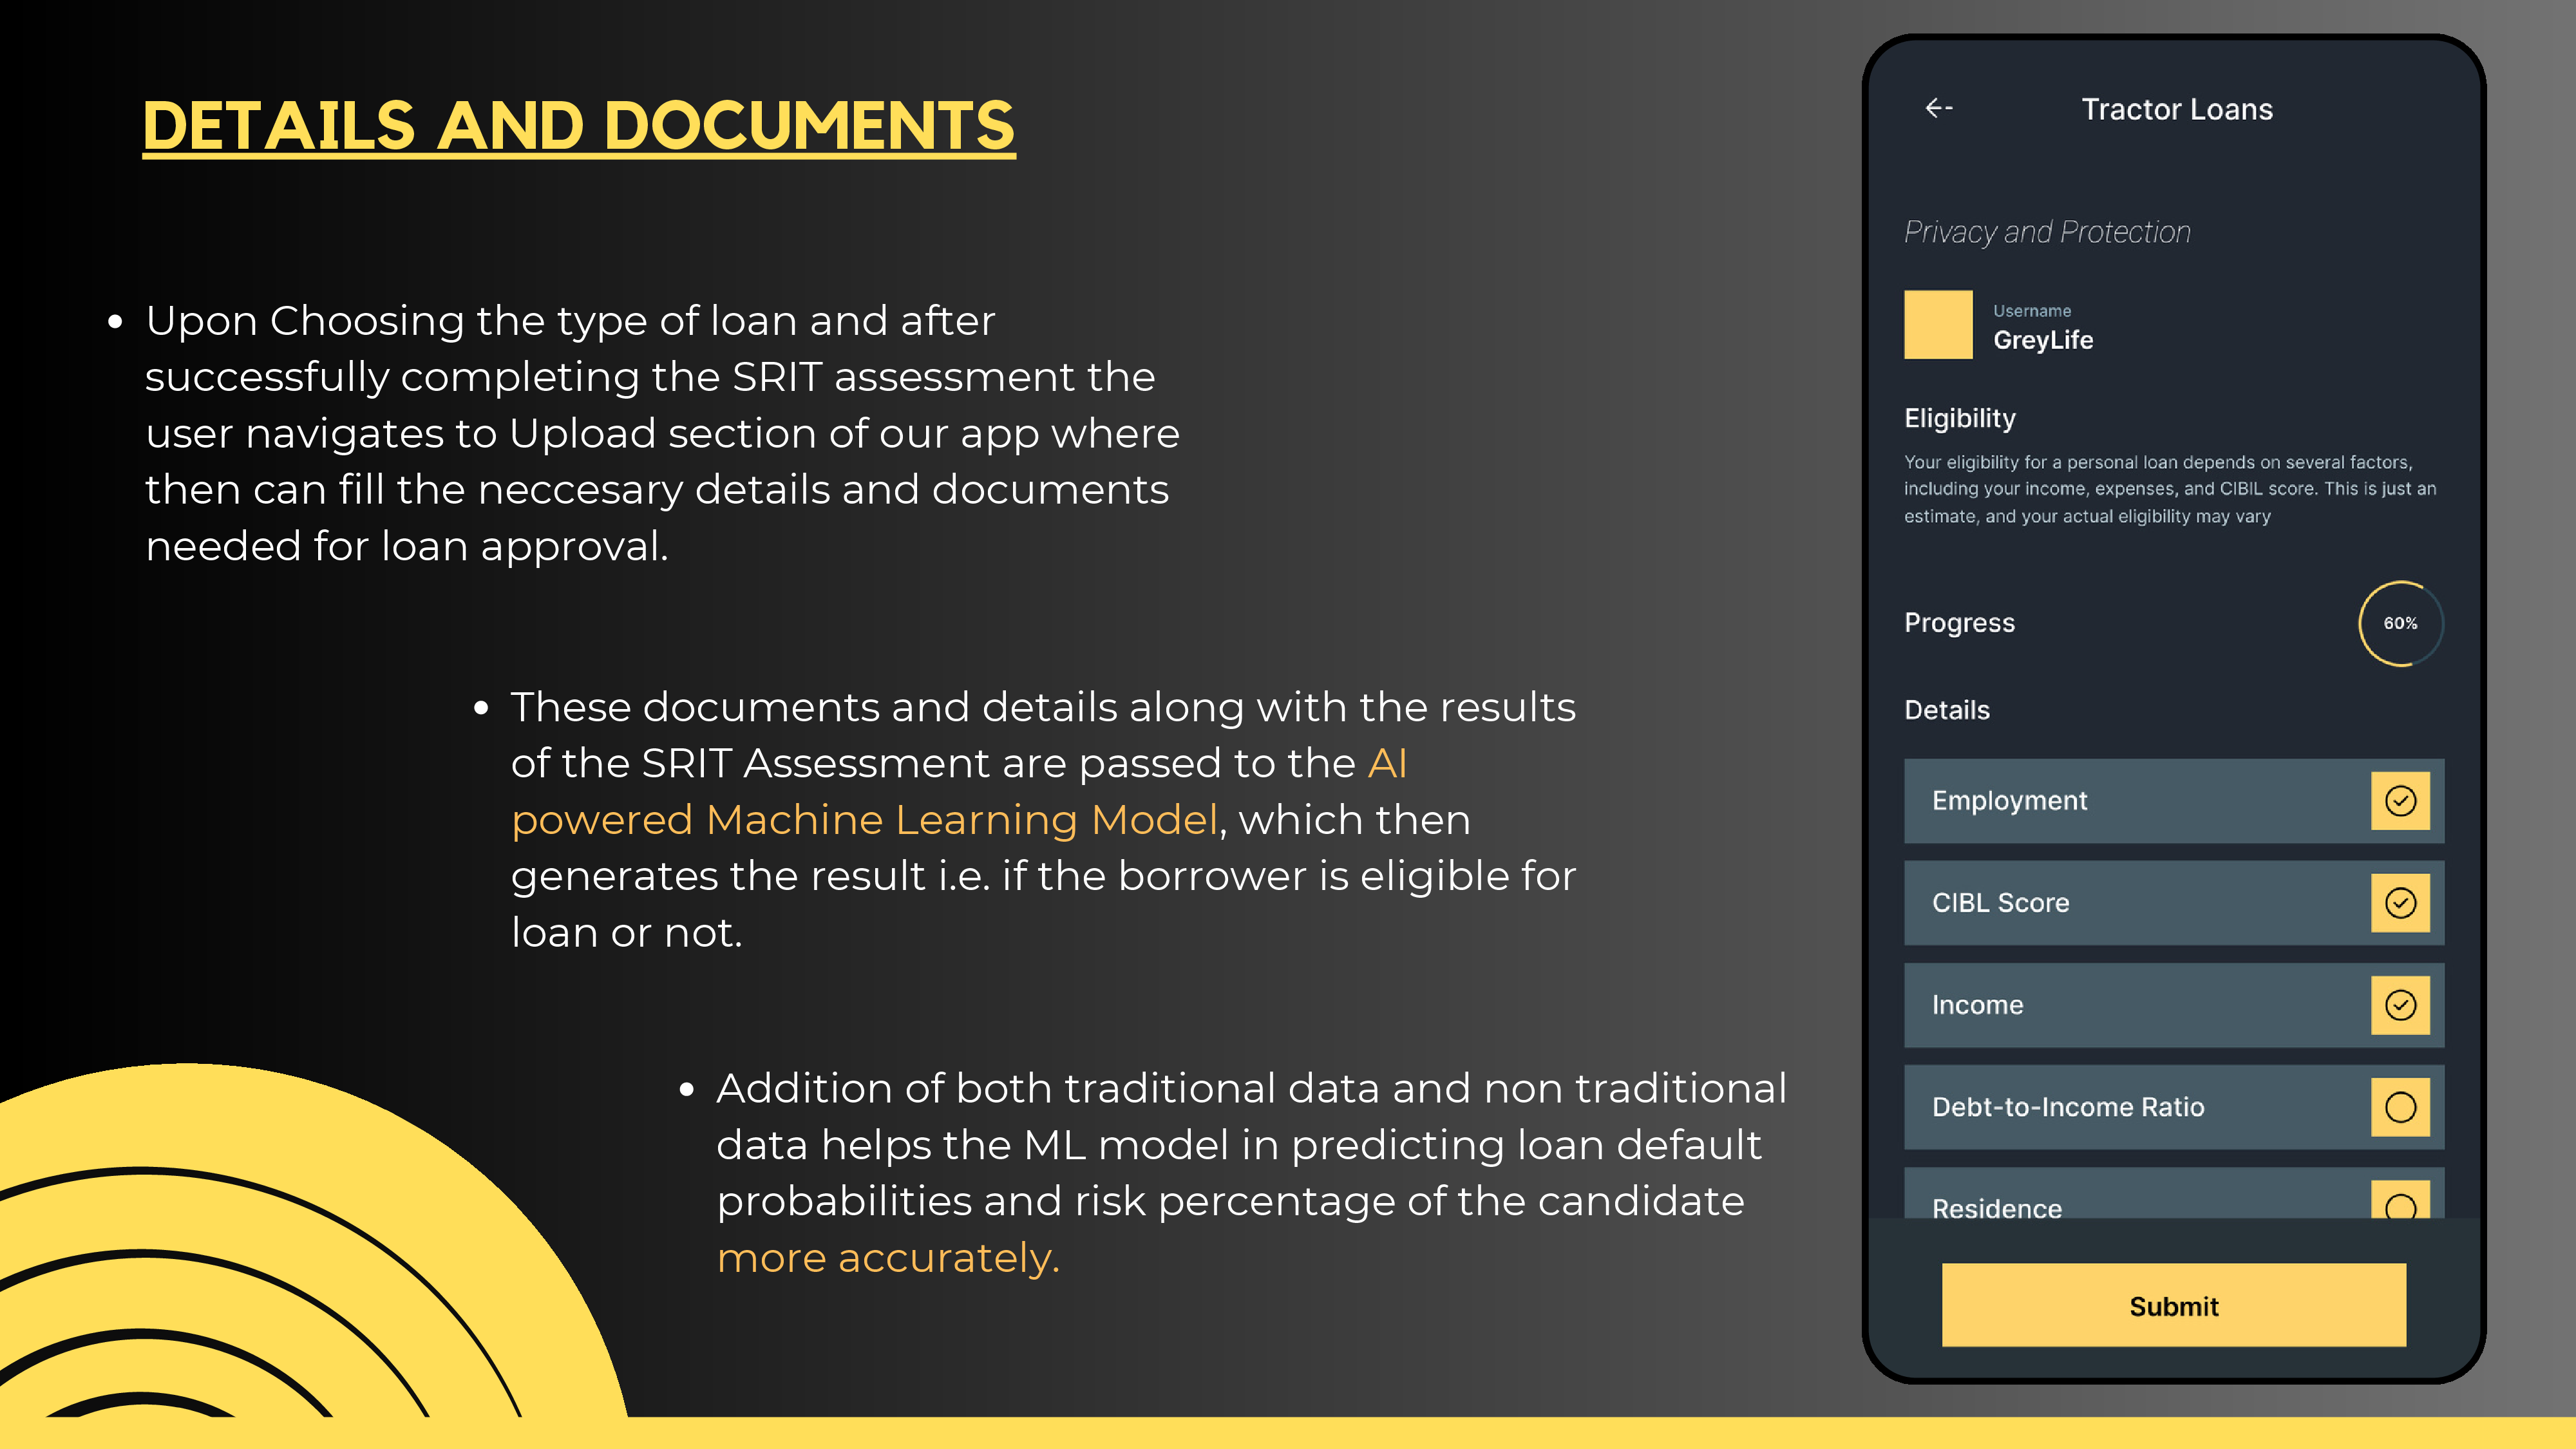 DETAILS AND DOCUMENTS
Upon Choosing the type of loan and after
successfully completing the SRIT assessment the
user navigates to Upload section of our app where
then can fill the neccesary details and documents
needed for loan approval.
These documents and details along with the results
of the SRIT Assessment are passed to the AI
powered Machine Learning Model, which then
generates the result i.e. if the borrower is eligible for
loan or not.
Addition of both traditional data and non traditional
data helps the ML model in predicting loan default
probabilities and risk percentage of the candidate
more accurately.
Tractor Loans
Privacy and Protection
Username
GreyLife
Eligibility
Your eligibility for a personal loan depends on several factors,
including your income, expenses, and CIBIL score. This is just an
estimate, and your actual eligibility may vary
Progress
60%
Details
Employment
CIBL Score
Income
Debt-to-Income Ratio
Residence
Submit